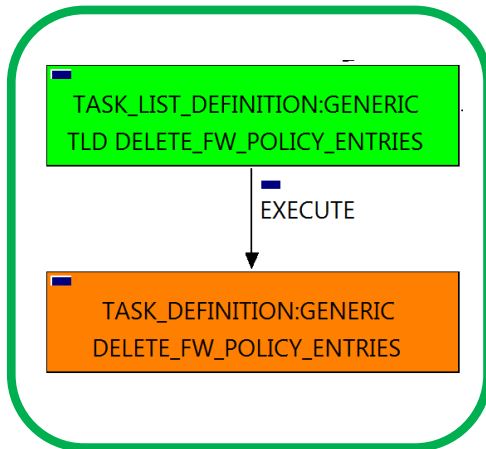 TASK_LIST_DEFINITION:GENERIC
TLD DELETE_FW_POLICY_ENTRIES
EXECUTE
TASK_DEFINITION:GENERIC
DELETE_FW_POLICY_ENTRIES